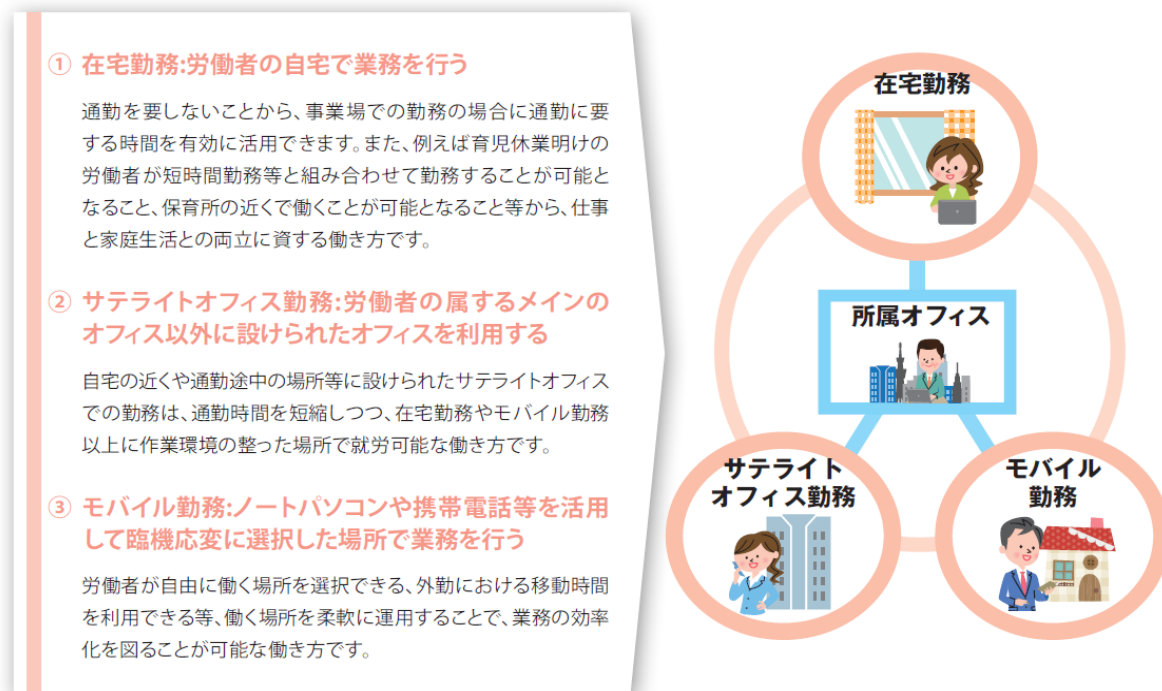 ① 在宅勤務:労働者の自宅で業務を行う
通勤を要しないことから、事業場での勤務の場合に通勤に要
する時間を有効に活用できます。また、例えば育児休業明けの
労働者が短時間勤務等と組み合わせて勤務することが可能と
なること、保育所の近くで働くことが可能となること等から、仕事
と家庭生活との両立に資する働き方です。
② サテライトオフィス勤務:労働者の属するメインの
オフィス以外に設けられたオフィスを利用する
自宅の近くや通勤途中の場所等に設けられたサテライトオフィス
での勤務は、通勤時間を短縮しつつ、在宅勤務やモバイル勤務
以上に作業環境の整った場所で就労可能な働き方です。
③ モバイル勤務:ノートパソコンや携帯電話等を活用
して臨機応変に選択した場所で業務を行う
労働者が自由に働く場所を選択できる、外勤における移動時間
を利用できる等、働く場所を柔軟に運用することで、業務の効率
化を図ることが可能な働き方です。
在宅勤務
所属オフィス
サテライト
オフィス勤務
モバイル
勤務